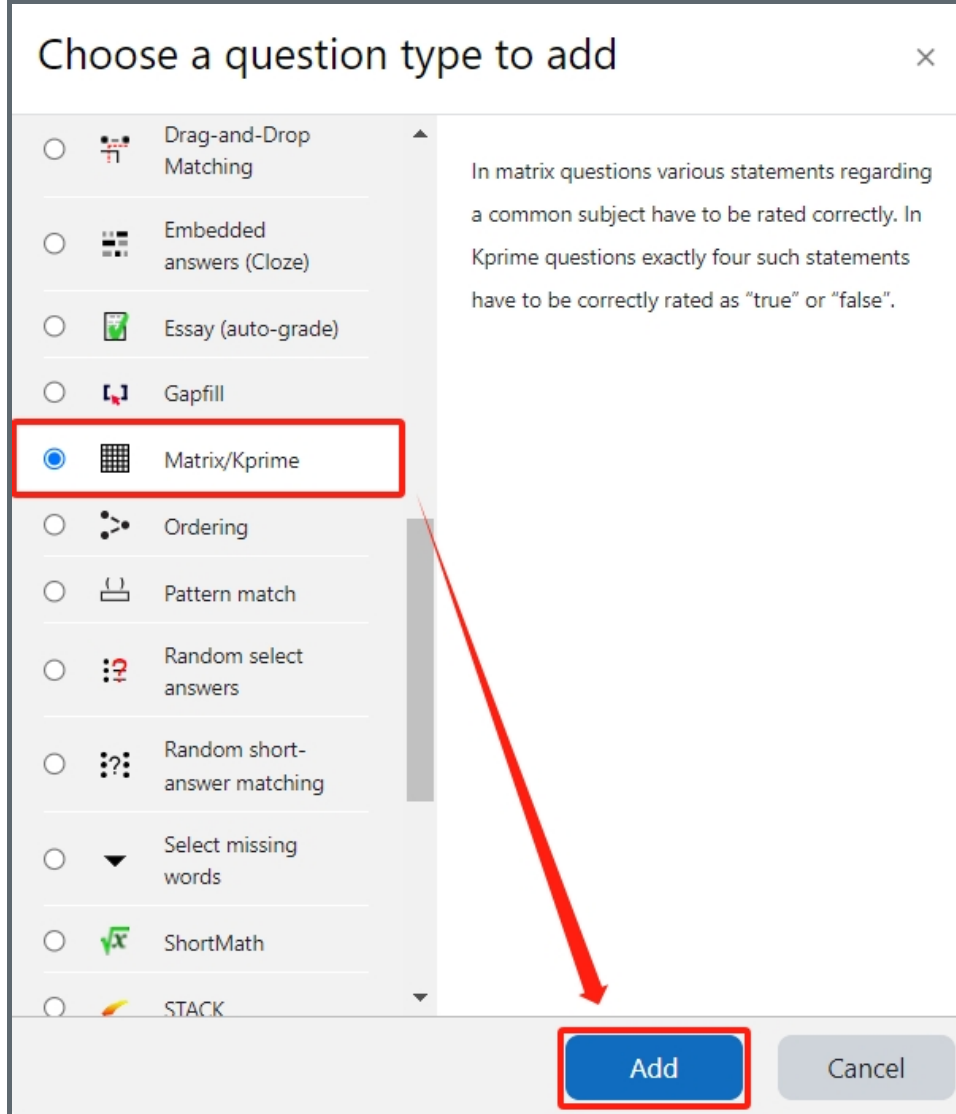 Choose a question type to add
×
Drag-and-Drop
Matching
Embedded
answers (Cloze)
Essay (auto-grade)
Gapfill
Matrix/Kprime
Ordering
Pattern match
Random select
answers
Random short-
answer matching
Select missing
words
ShortMath
STACK
In matrix questions various statements regarding
a common subject have to be rated correctly. In
Kprime questions exactly four such statements
have to be correctly rated as “true” or “false”.
Add
Cancel